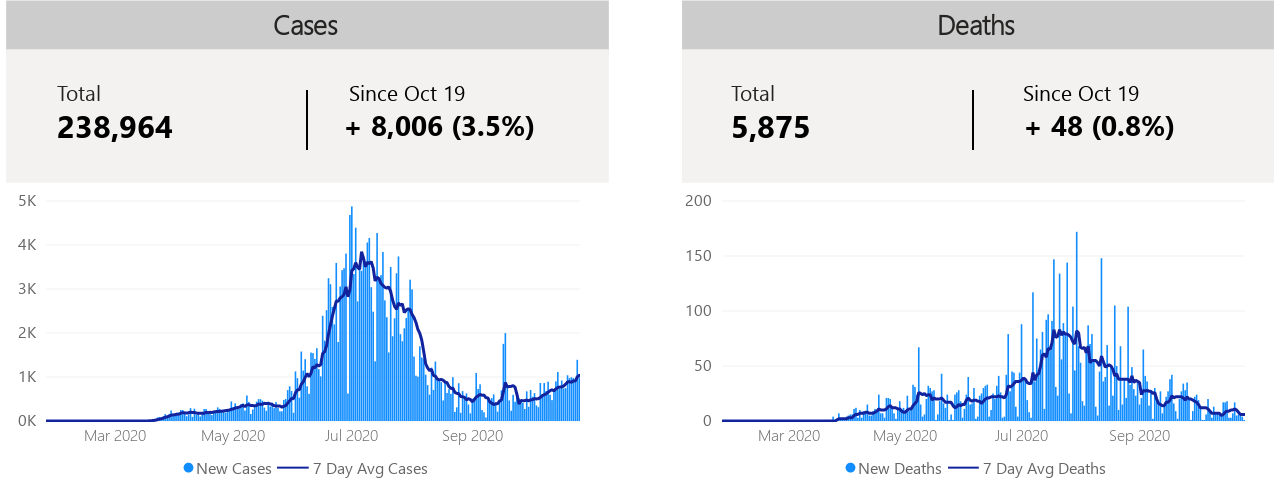 Cases
Total
238,964
Since Oct 19
+ 8,006 (3.5%)
5K
4K
3K
2K
1K
0K
Mar 2020
May 2020
Jul 2020
Sep 2020
New Cases
7 Day Avg Cases
Deaths
Total
5,875
Since Oct 19
+ 48 (0.8%)
200
150
100
50
0
Mar 2020
May 2020
Jul 2020
Sep 2020
New Deaths
7 Day Avg Deaths